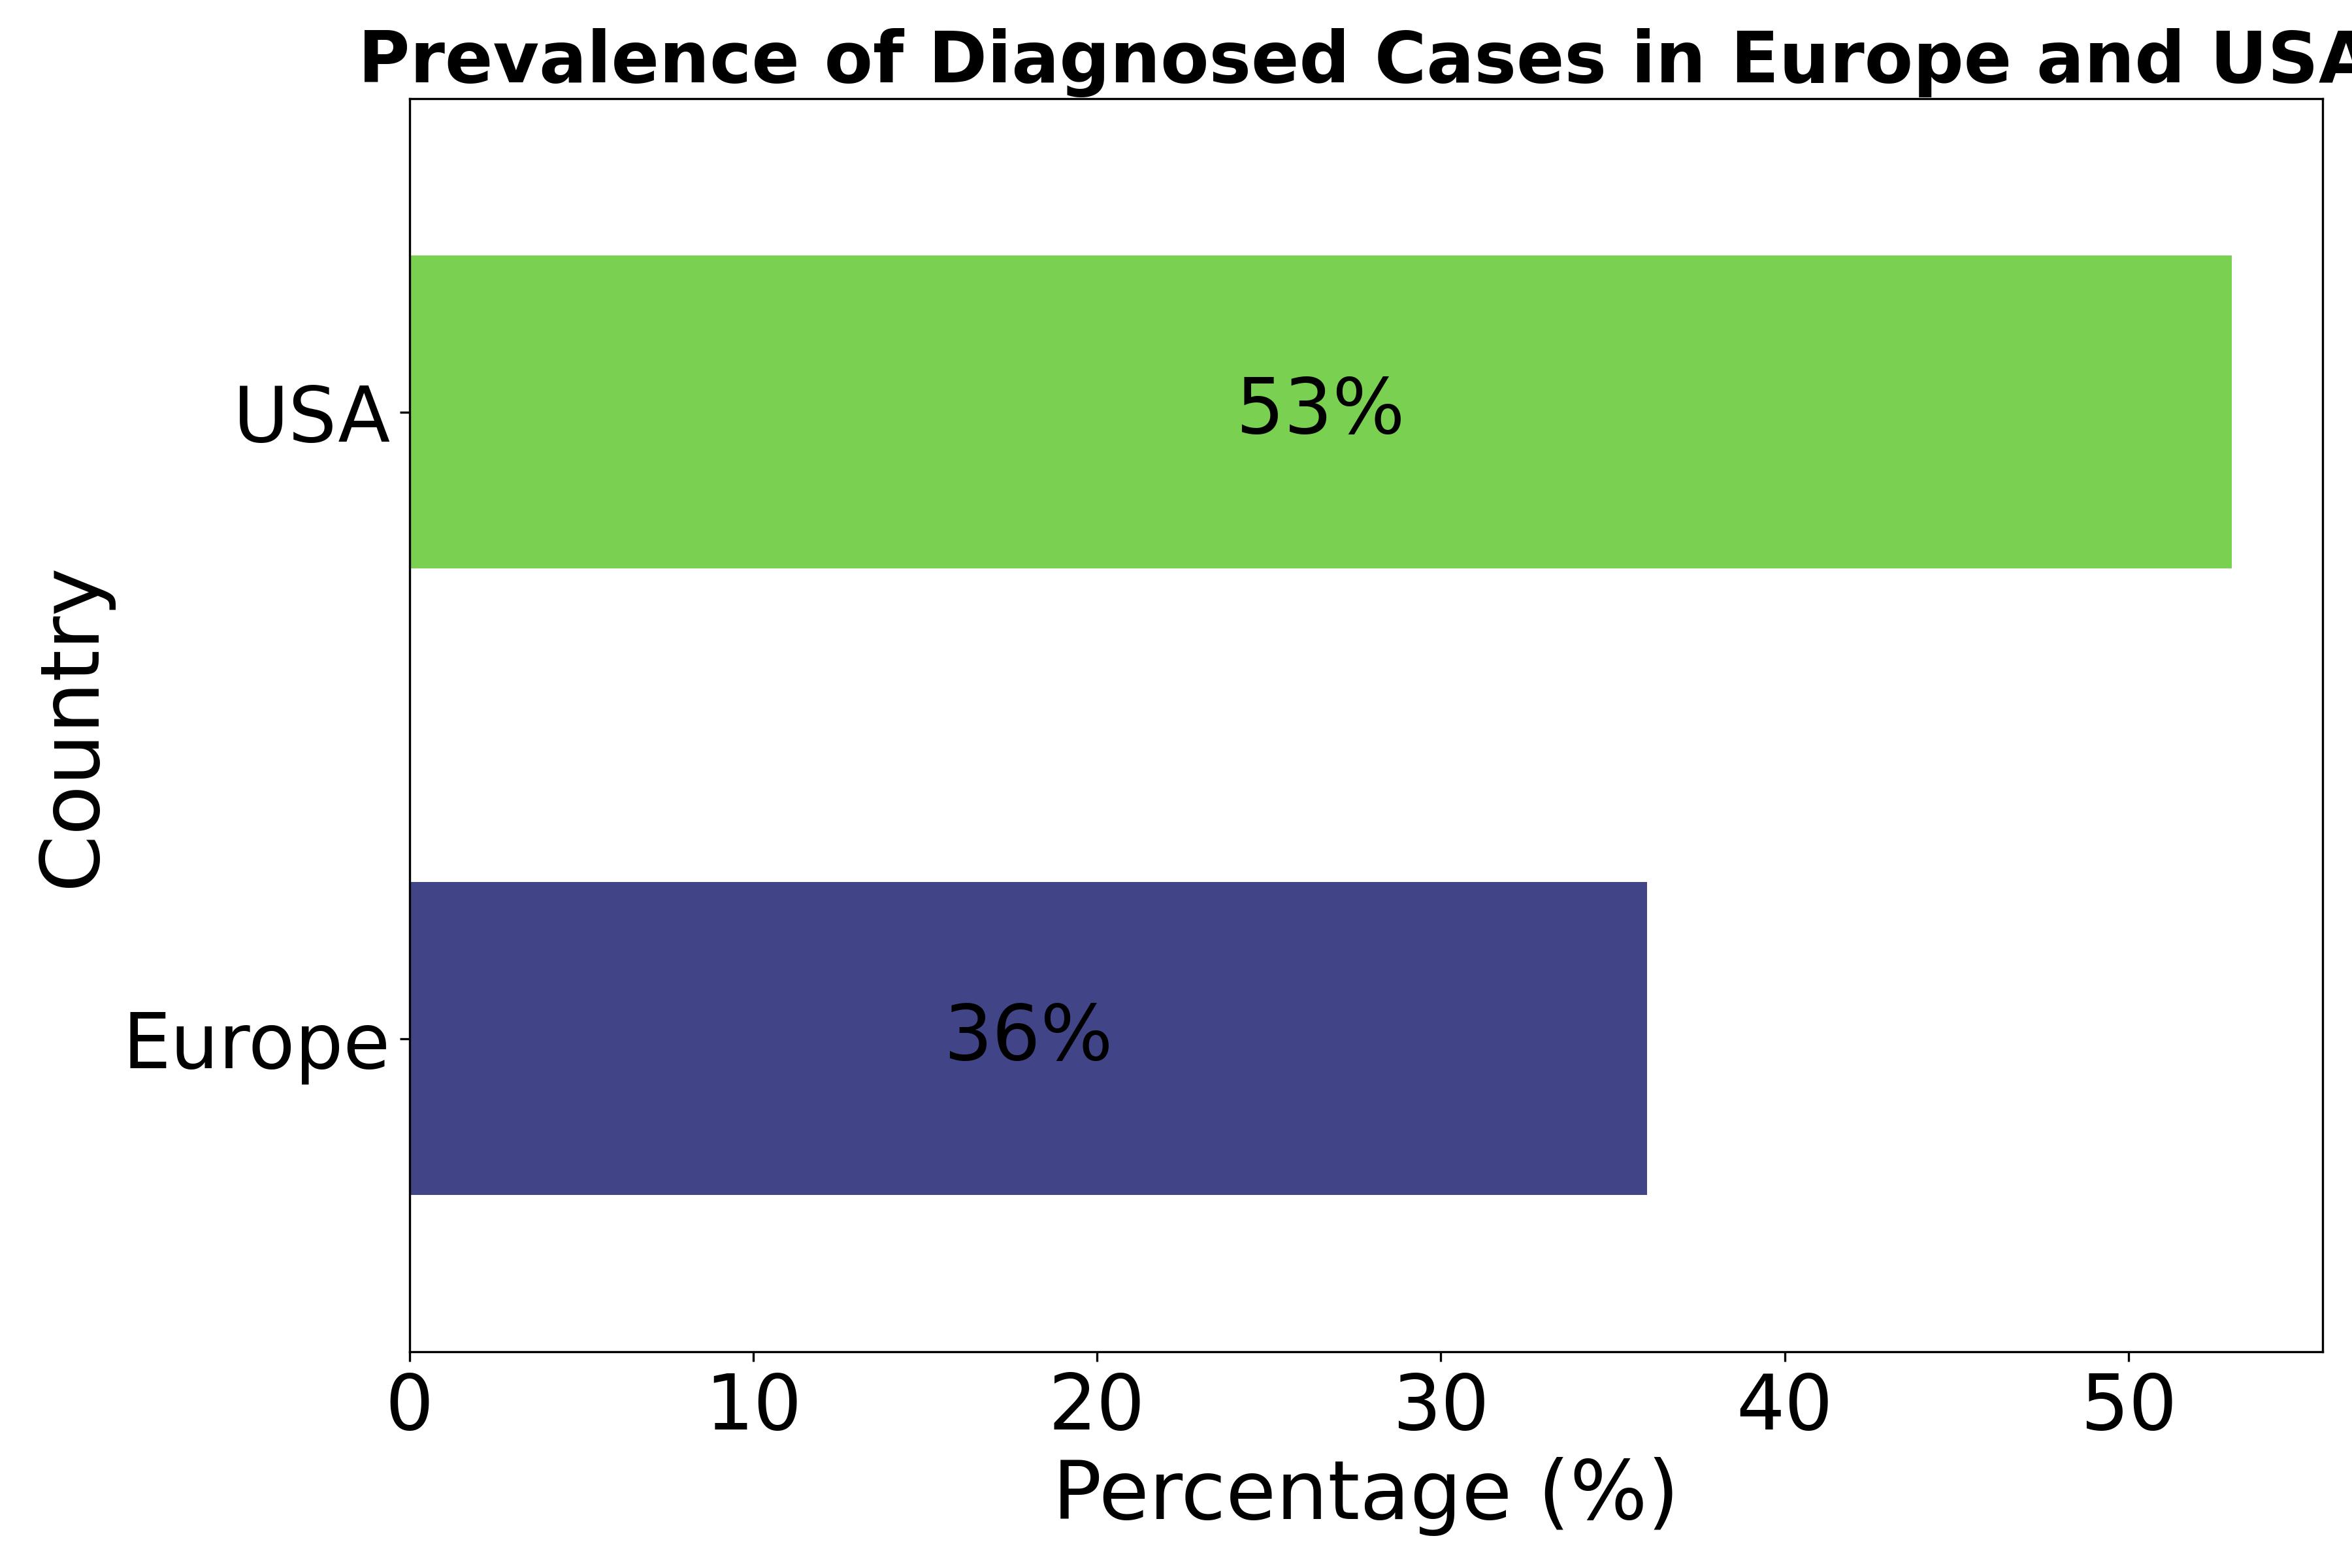 Prevalence of Diagnosed Cases in Europe and USA
USA
53%
Country
Europe
36%
0 10 20 30 40 50
Percentage (%)